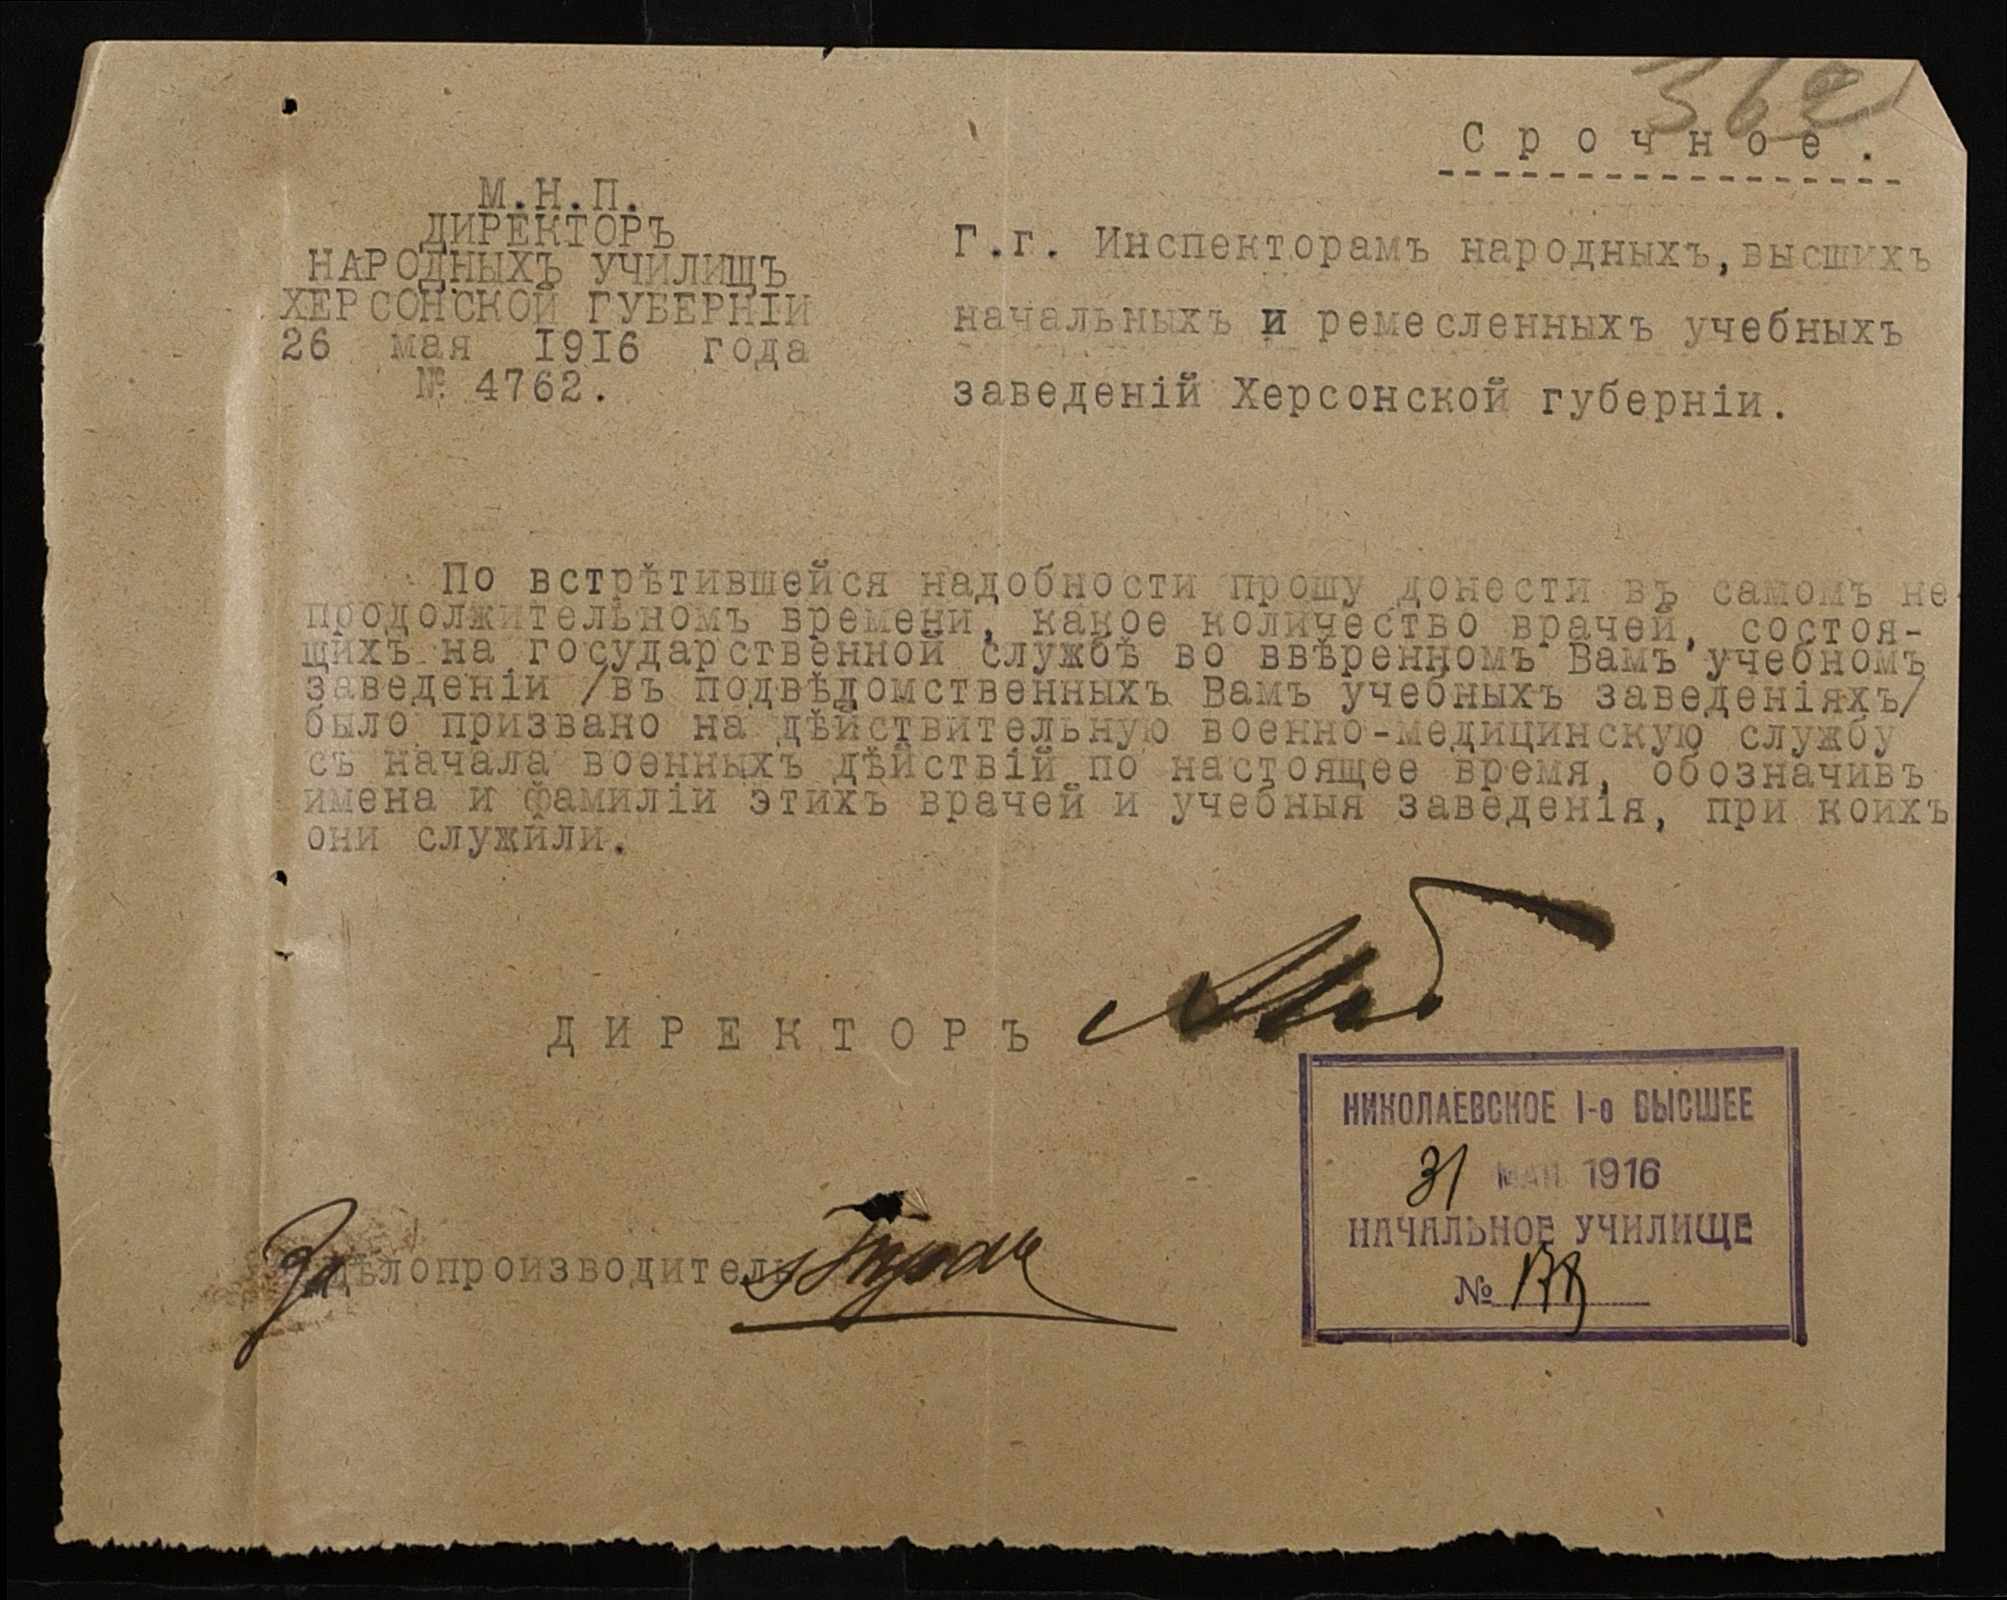 362
Срочное.
М.Н.П.
ДИРЕКТОРЪ
НАРОДНЫХЪ УЧИЛИЩЪ
ХЕРСОНСКОЙ ГУБЕРНІИ
26 мая 1916 года
№ 4762.
Г.г. Инспекторамъ народныхъ, высшихъ
начальныхъ и ремесленныхъ учебныхъ
заведеній Херсонской губерніи.
По встрѣтившейся надобности прошу донести въ самомъ не-
продолжительномъ времени, какое количество врачей, состоя-
щихъ на государственной службѣ во ввѣренномъ Вамъ учебномъ
заведеніи /въ подвѣдомственныхъ Вамъ учебныхъ заведеніяхъ/
было призвано на дѣйствительную военно-медицинскую службу
съ начала военныхъ дѣйствій по настоящее время, обозначивъ
имена и фамиліи этихъ врачей и учебныя заведенія, при коихъ
они служили.
ДИРЕКТОРЪ
За дѣлопроизводитель
НИКОЛАЕВСКОЕ I-е ВЫСШЕЕ
31 МАЯ 1916
НАЧАЛЬНОЕ УЧИЛИЩЕ
№